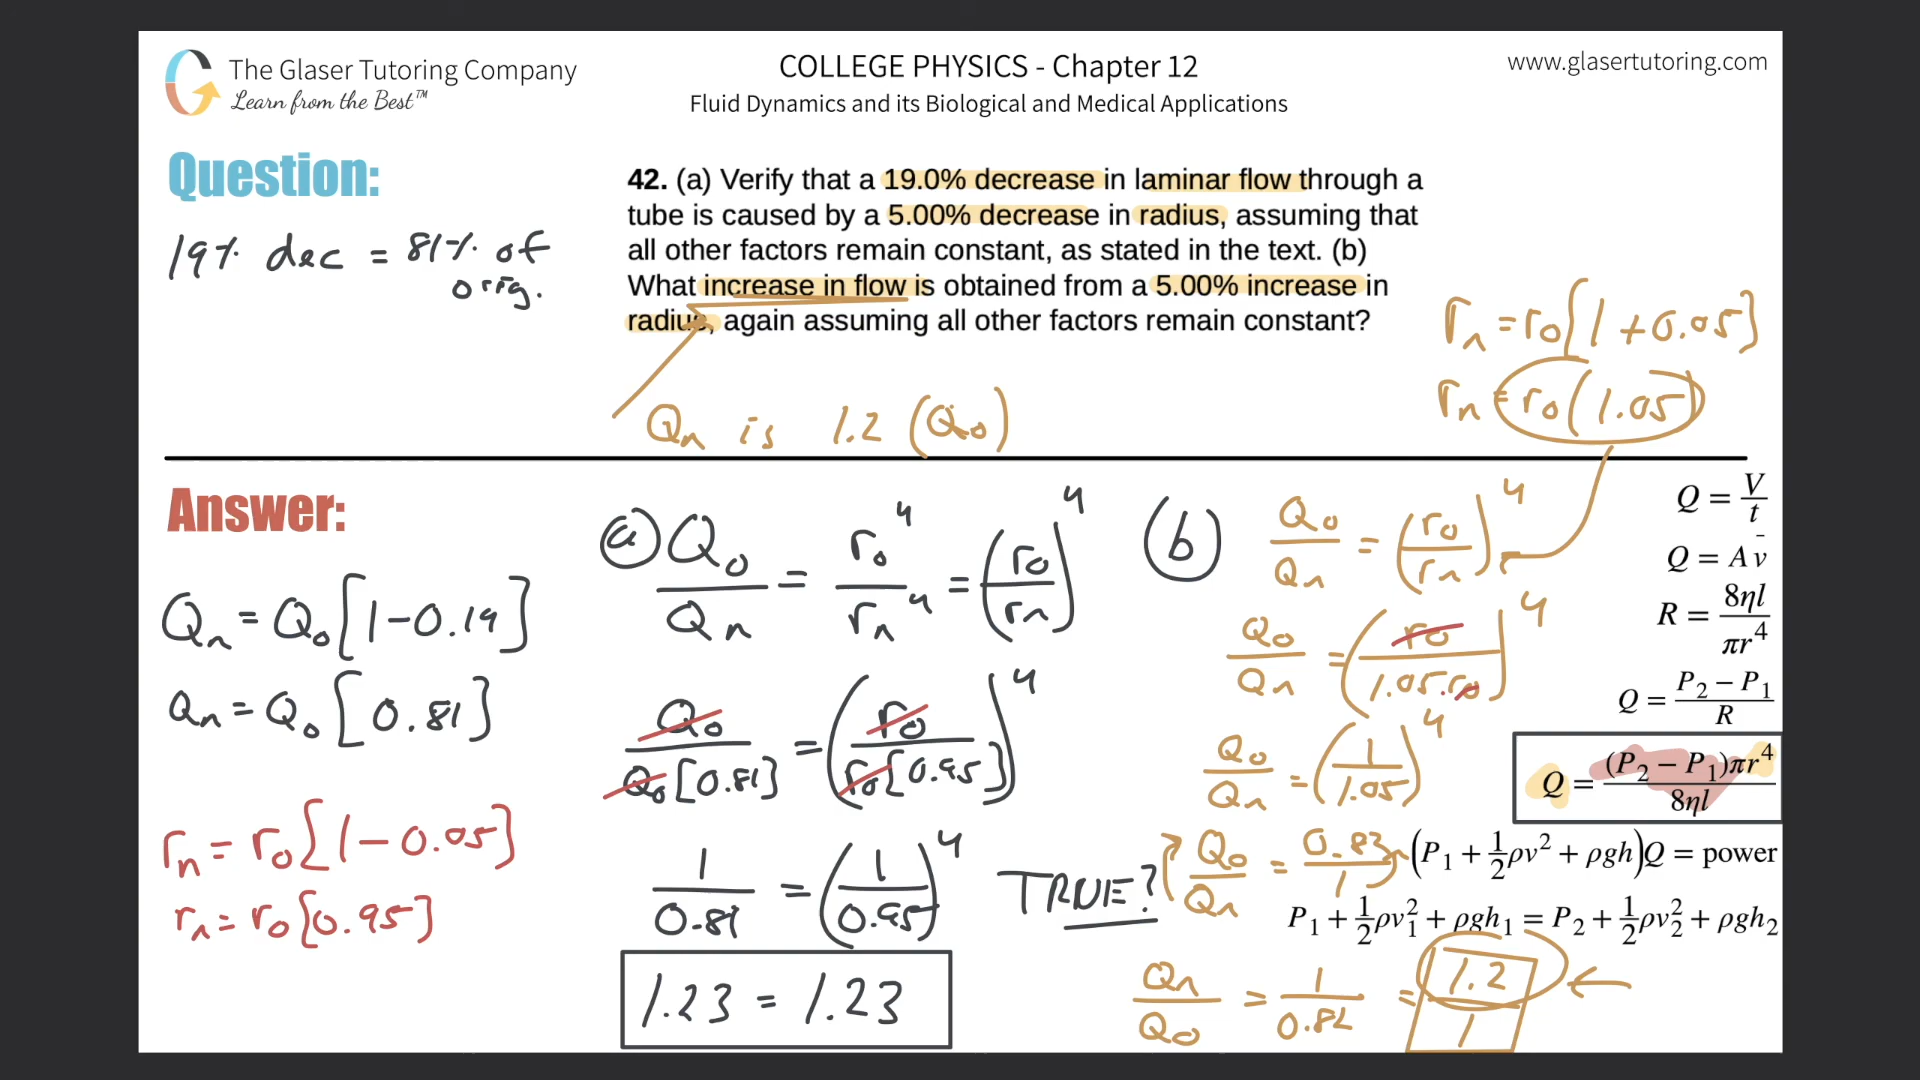 The Glaser Tutoring Company
Learn from the Best™
COLLEGE PHYSICS - Chapter 12
Fluid Dynamics and its Biological and Medical Applications
www.glasertutoring.com
Question:
19% dec = 81% of
orig.
42. (a) Verify that a 19.0% decrease in laminar flow through a
tube is caused by a 5.00% decrease in radius, assuming that
all other factors remain constant, as stated in the text. (b)
What increase in flow is obtained from a 5.00% increase in
radius, again assuming all other factors remain constant?
rn = ro[1 + 0.05]
rn = ro(1.05)
Qn is 1.2 (Qo)
Answer:
Qn = Qo[1-0.19]
Qn = Qo[0.81]
rn = ro[1-0.05]
rn = ro[0.95]
(a) Qo/Qn = ro⁴/rn⁴ = (ro/rn)⁴
Qo/Qo[0.81] = (ro/ro[0.95])⁴
1/0.81 = (1/0.95)⁴ TRUE?
1.23 = 1.23
(b) Qo/Qn = (ro/rn)⁴
Qo/Qn = (ro/1.05·ro)⁴
Qo/Qn = (1/1.05)⁴
Qo/Qn = 0.82/1
Qn/Qo = 1/0.82 = 1.2/1
Q = V/t
Q = Av̄
R = 8ηl/πr⁴
Q = P₂ − P₁/R
Q = (P₂ − P₁)πr⁴/8ηl
(P₁ + ½ρv² + ρgh)Q = power
P₁ + ½ρv₁² + ρgh₁ = P₂ + ½ρv₂² + ρgh₂